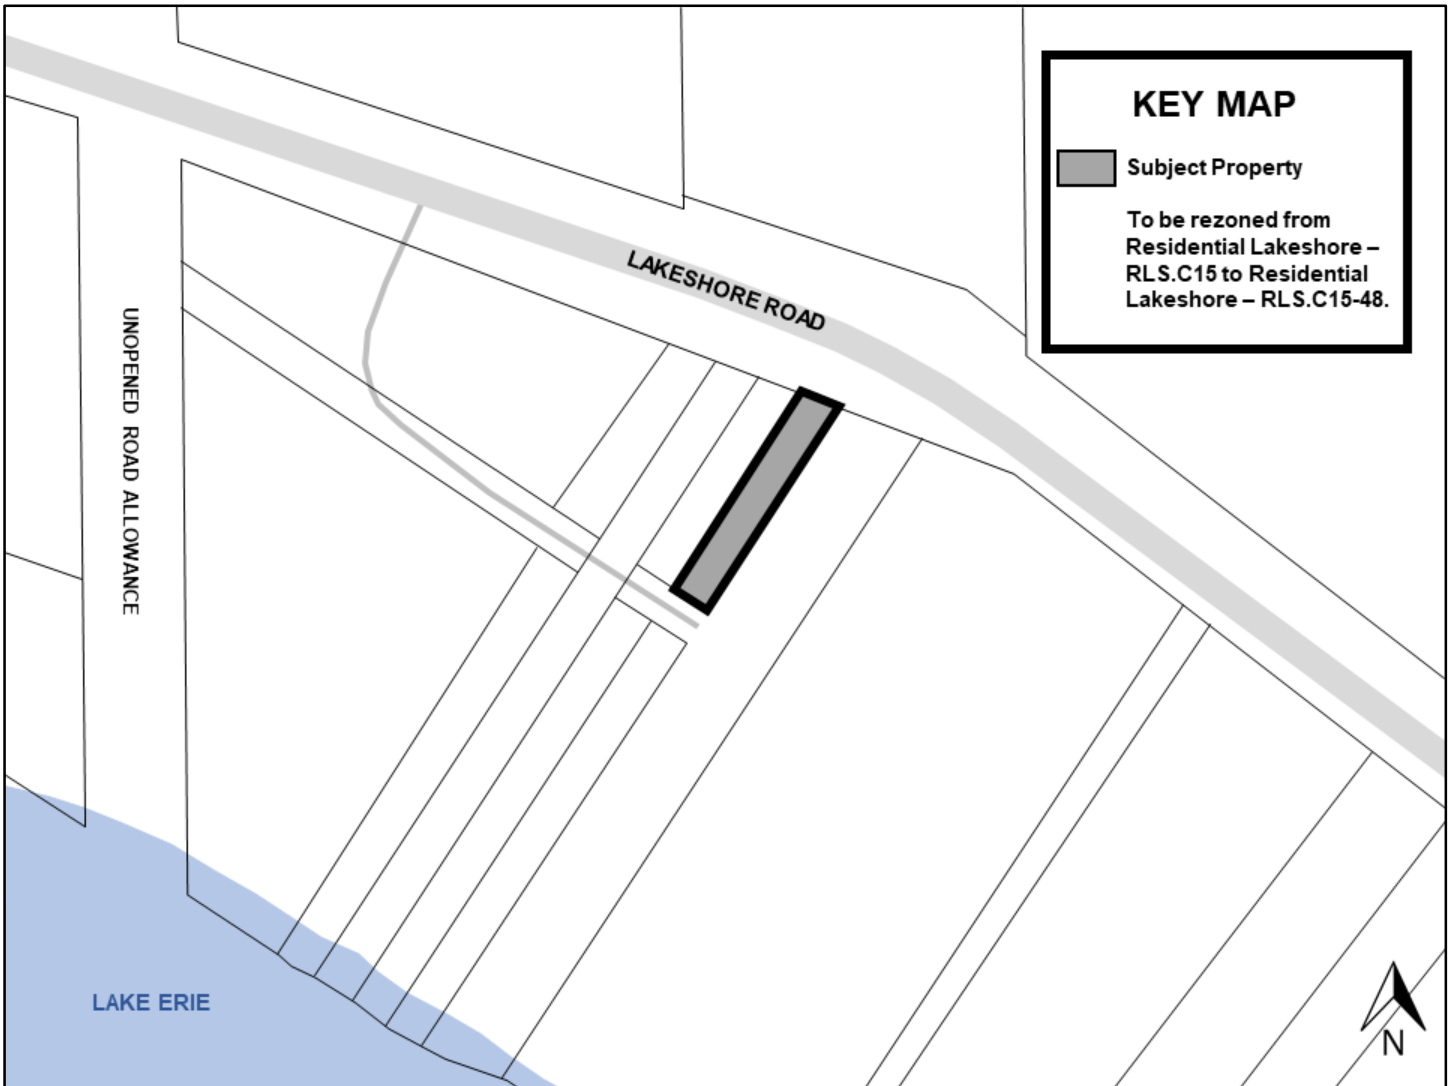 KEY MAP
Subject Property
To be rezoned from
Residential Lakeshore –
RLS.C15 to Residential
Lakeshore – RLS.C15-48.
LAKESHORE ROAD
UNOPENED ROAD ALLOWANCE
LAKE ERIE
N